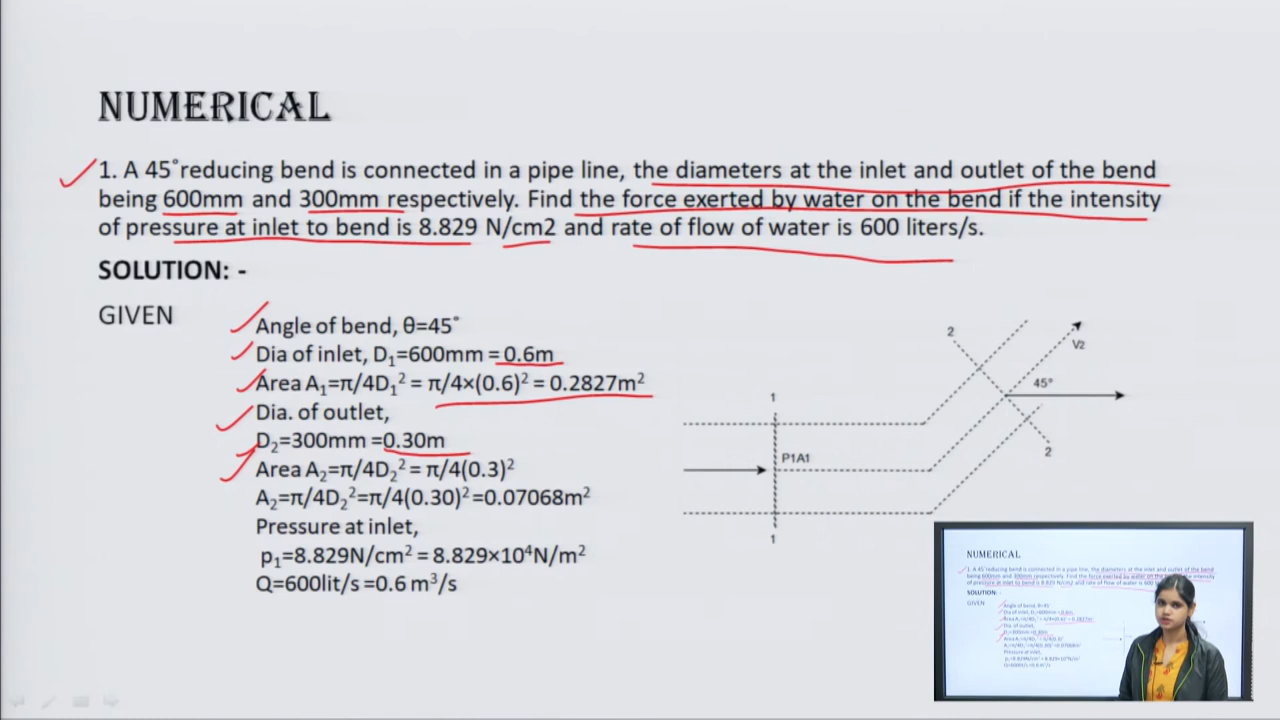 NUMERICAL
1. A 45˚reducing bend is connected in a pipe line, the diameters at the inlet and outlet of the bend
being 600mm and 300mm respectively. Find the force exerted by water on the bend if the intensity
of pressure at inlet to bend is 8.829 N/cm2 and rate of flow of water is 600 liters/s.
SOLUTION: -
GIVEN
Angle of bend, θ=45˚
Dia of inlet, D₁=600mm = 0.6m
Area A₁=π/4D₁² = π/4×(0.6)² = 0.2827m²
Dia. of outlet,
D₂=300mm =0.30m
Area A₂=π/4D₂² = π/4(0.3)²
A₂=π/4D₂²=π/4(0.30)²=0.07068m²
Pressure at inlet,
p₁=8.829N/cm² = 8.829×10⁴N/m²
Q=600lit/s =0.6 m³/s
2
V2
45°
1
P1A1
2
1
NUMERICAL
SOLUTION: -
GIVEN